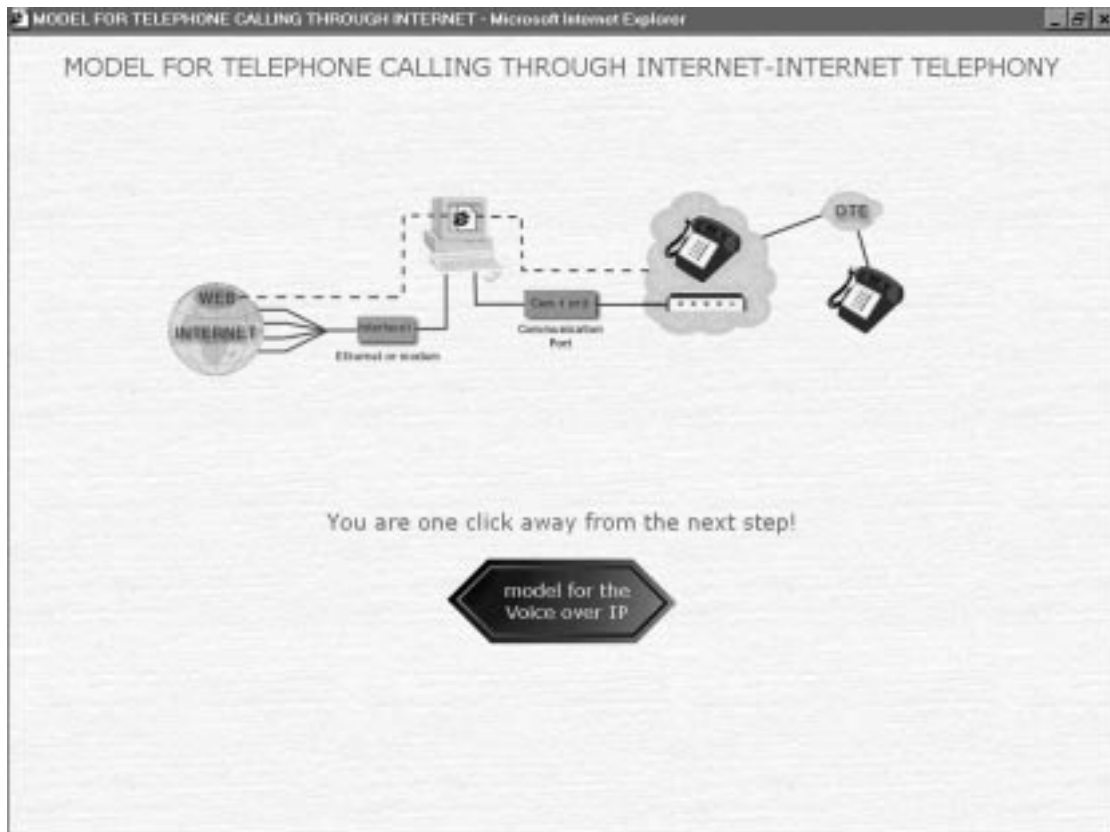 MODEL FOR TELEPHONE CALLING THROUGH INTERNET - Microsoft Internet Explorer
MODEL FOR TELEPHONE CALLING THROUGH INTERNET-INTERNET TELEPHONY
OTE
WEB
INTERNET
Ethernet or modem
Communication
Port
You are one click away from the next step!
model for the
Voice over IP